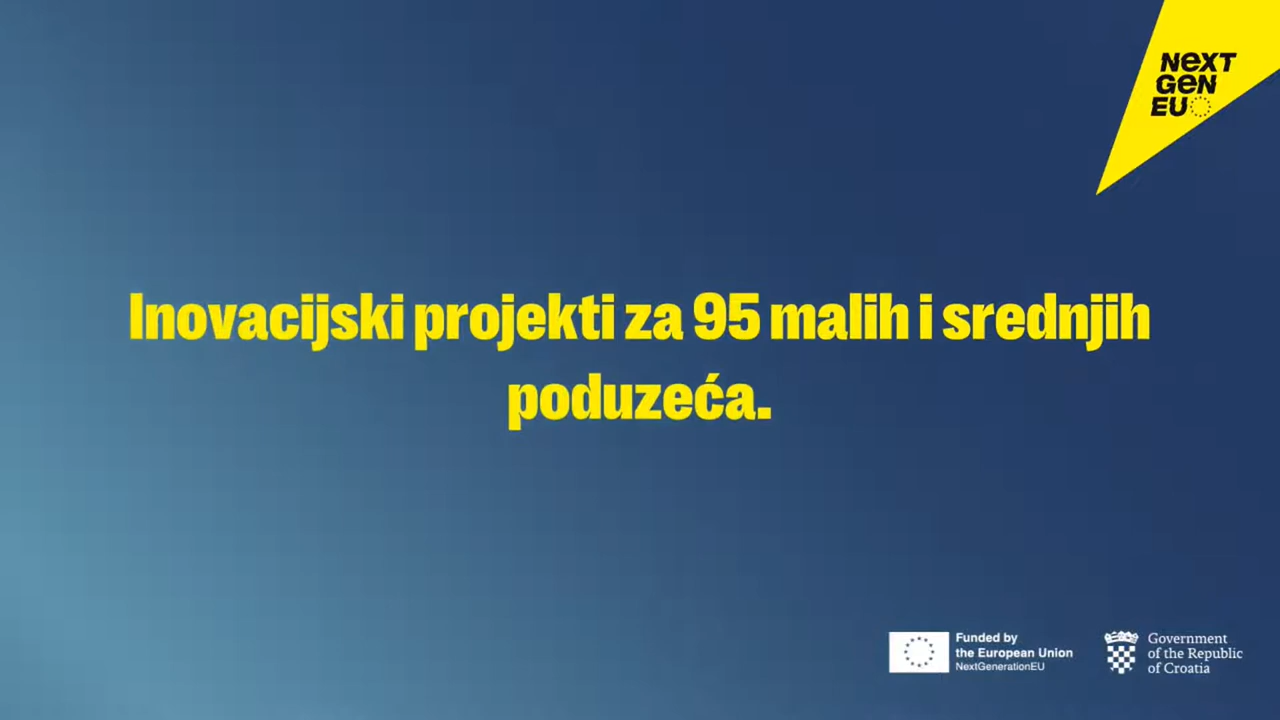 NEXT
GEN
EU
Inovacijski projekti za 95 malih i srednjih
poduzeća.
Funded by
the European Union
NextGenerationEU
Government
of the Republic
of Croatia